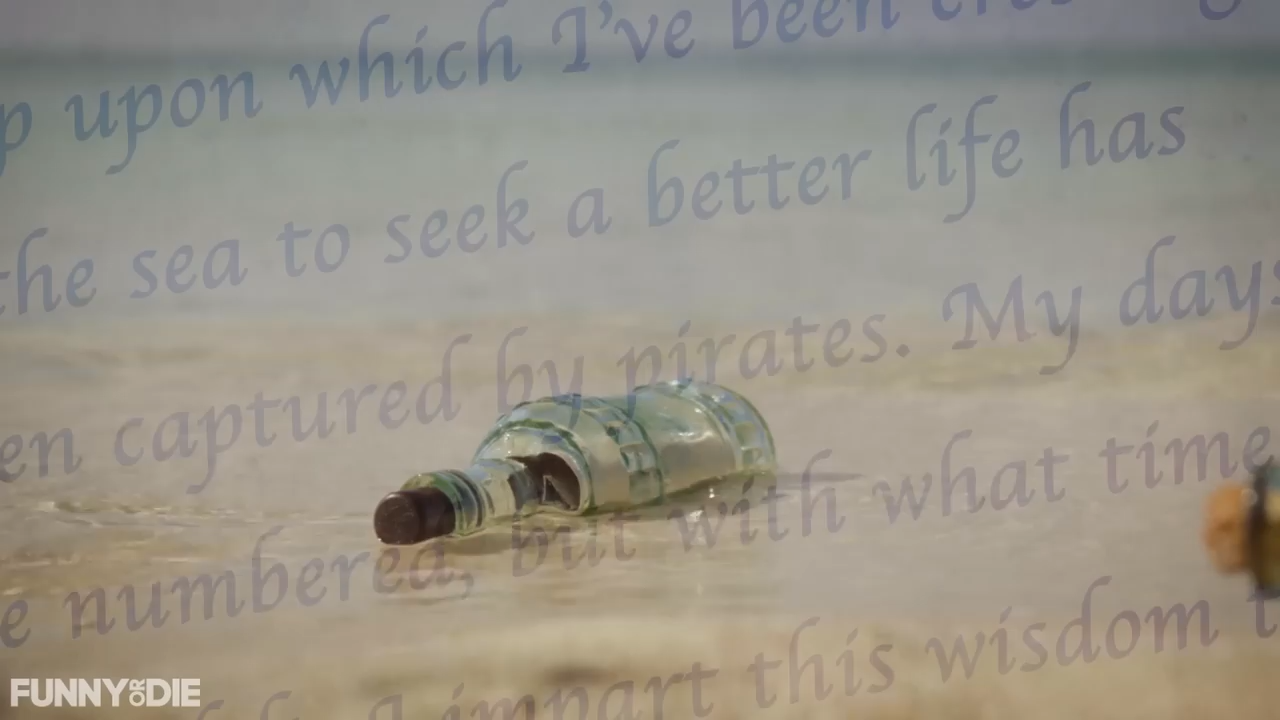 p upon which I've been
the sea to seek a better life has
en captured by pirates. My days
e numbered, but with what time
I impart this wisdom t
FUNNY OR DIE